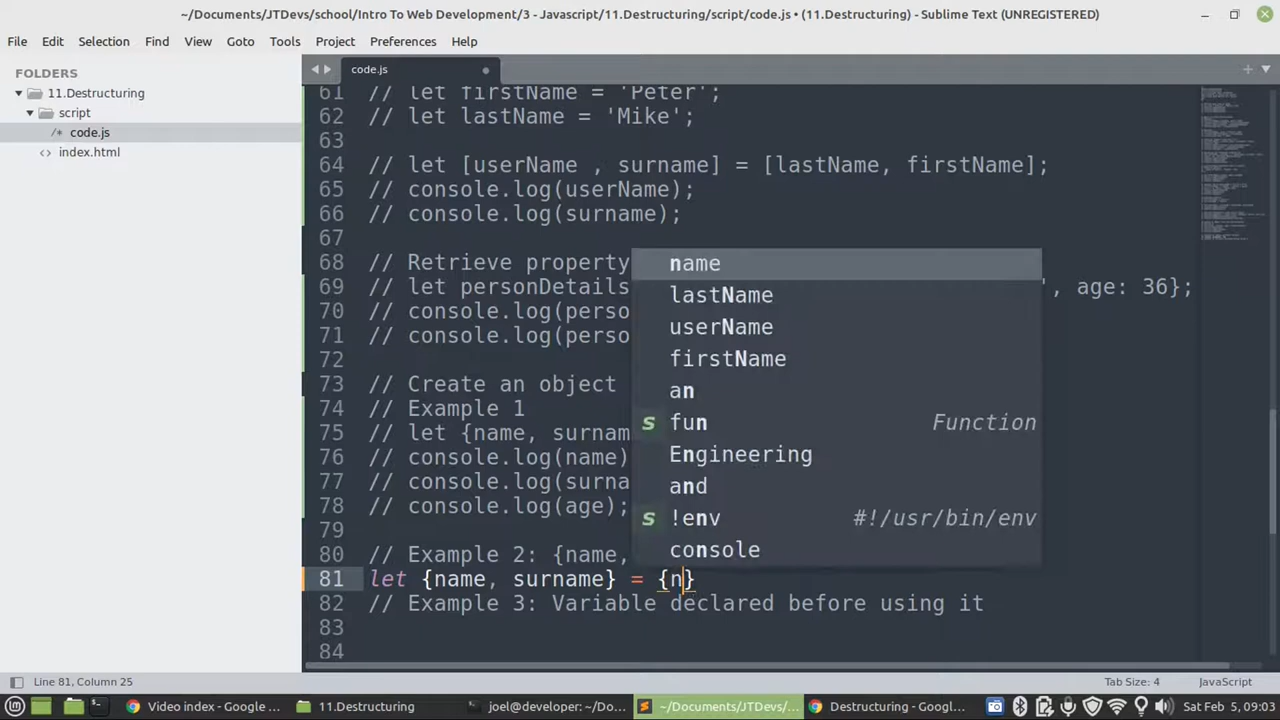 ~/Documents/JTDevs/school/Intro To Web Development/3 - Javascript/11.Destructuring/script/code.js • (11.Destructuring) - Sublime Text (UNREGISTERED)
File Edit Selection Find View Goto Tools Project Preferences Help
FOLDERS
11.Destructuring
script
/* code.js
<> index.html
code.js
61 // let firstName = 'Peter';
62 // let lastName = 'Mike';
63
64 // let [userName , surname] = [lastName, firstName];
65 // console.log(userName);
66 // console.log(surname);
67
68 // Retrieve property
69 // let personDetails ', age: 36};
70 // console.log(perso
71 // console.log(perso
72
73 // Create an object
74 // Example 1
75 // let {name, surnam
76 // console.log(name)
77 // console.log(surna
78 // console.log(age);
79
80 // Example 2: {name,
81 let {name, surname} = {n}
82 // Example 3: Variable declared before using it
83
84
name
lastName
userName
firstName
an
s fun Function
Engineering
and
s !env #!/usr/bin/env
console
Line 81, Column 25 Tab Size: 4 JavaScript
Video index - Google ... 11.Destructuring joel@developer: ~/Do... ~/Documents/JTDevs/... Destructuring - Googl... Sat Feb 5, 09:03